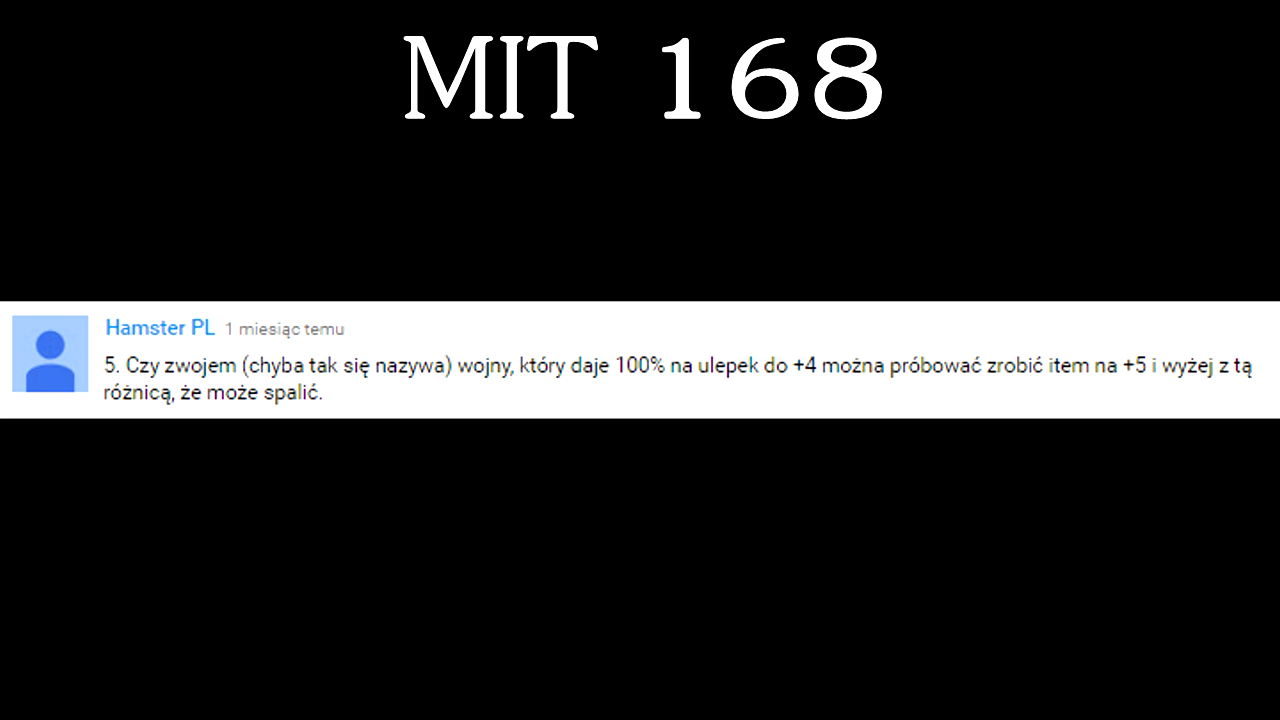 MIT 168
Hamster PL 1 miesiąc temu
5. Czy zwojem (chyba tak się nazywa) wojny, który daje 100% na ulepek do +4 można próbować zrobić item na +5 i wyżej z tą
różnicą, że może spalić.